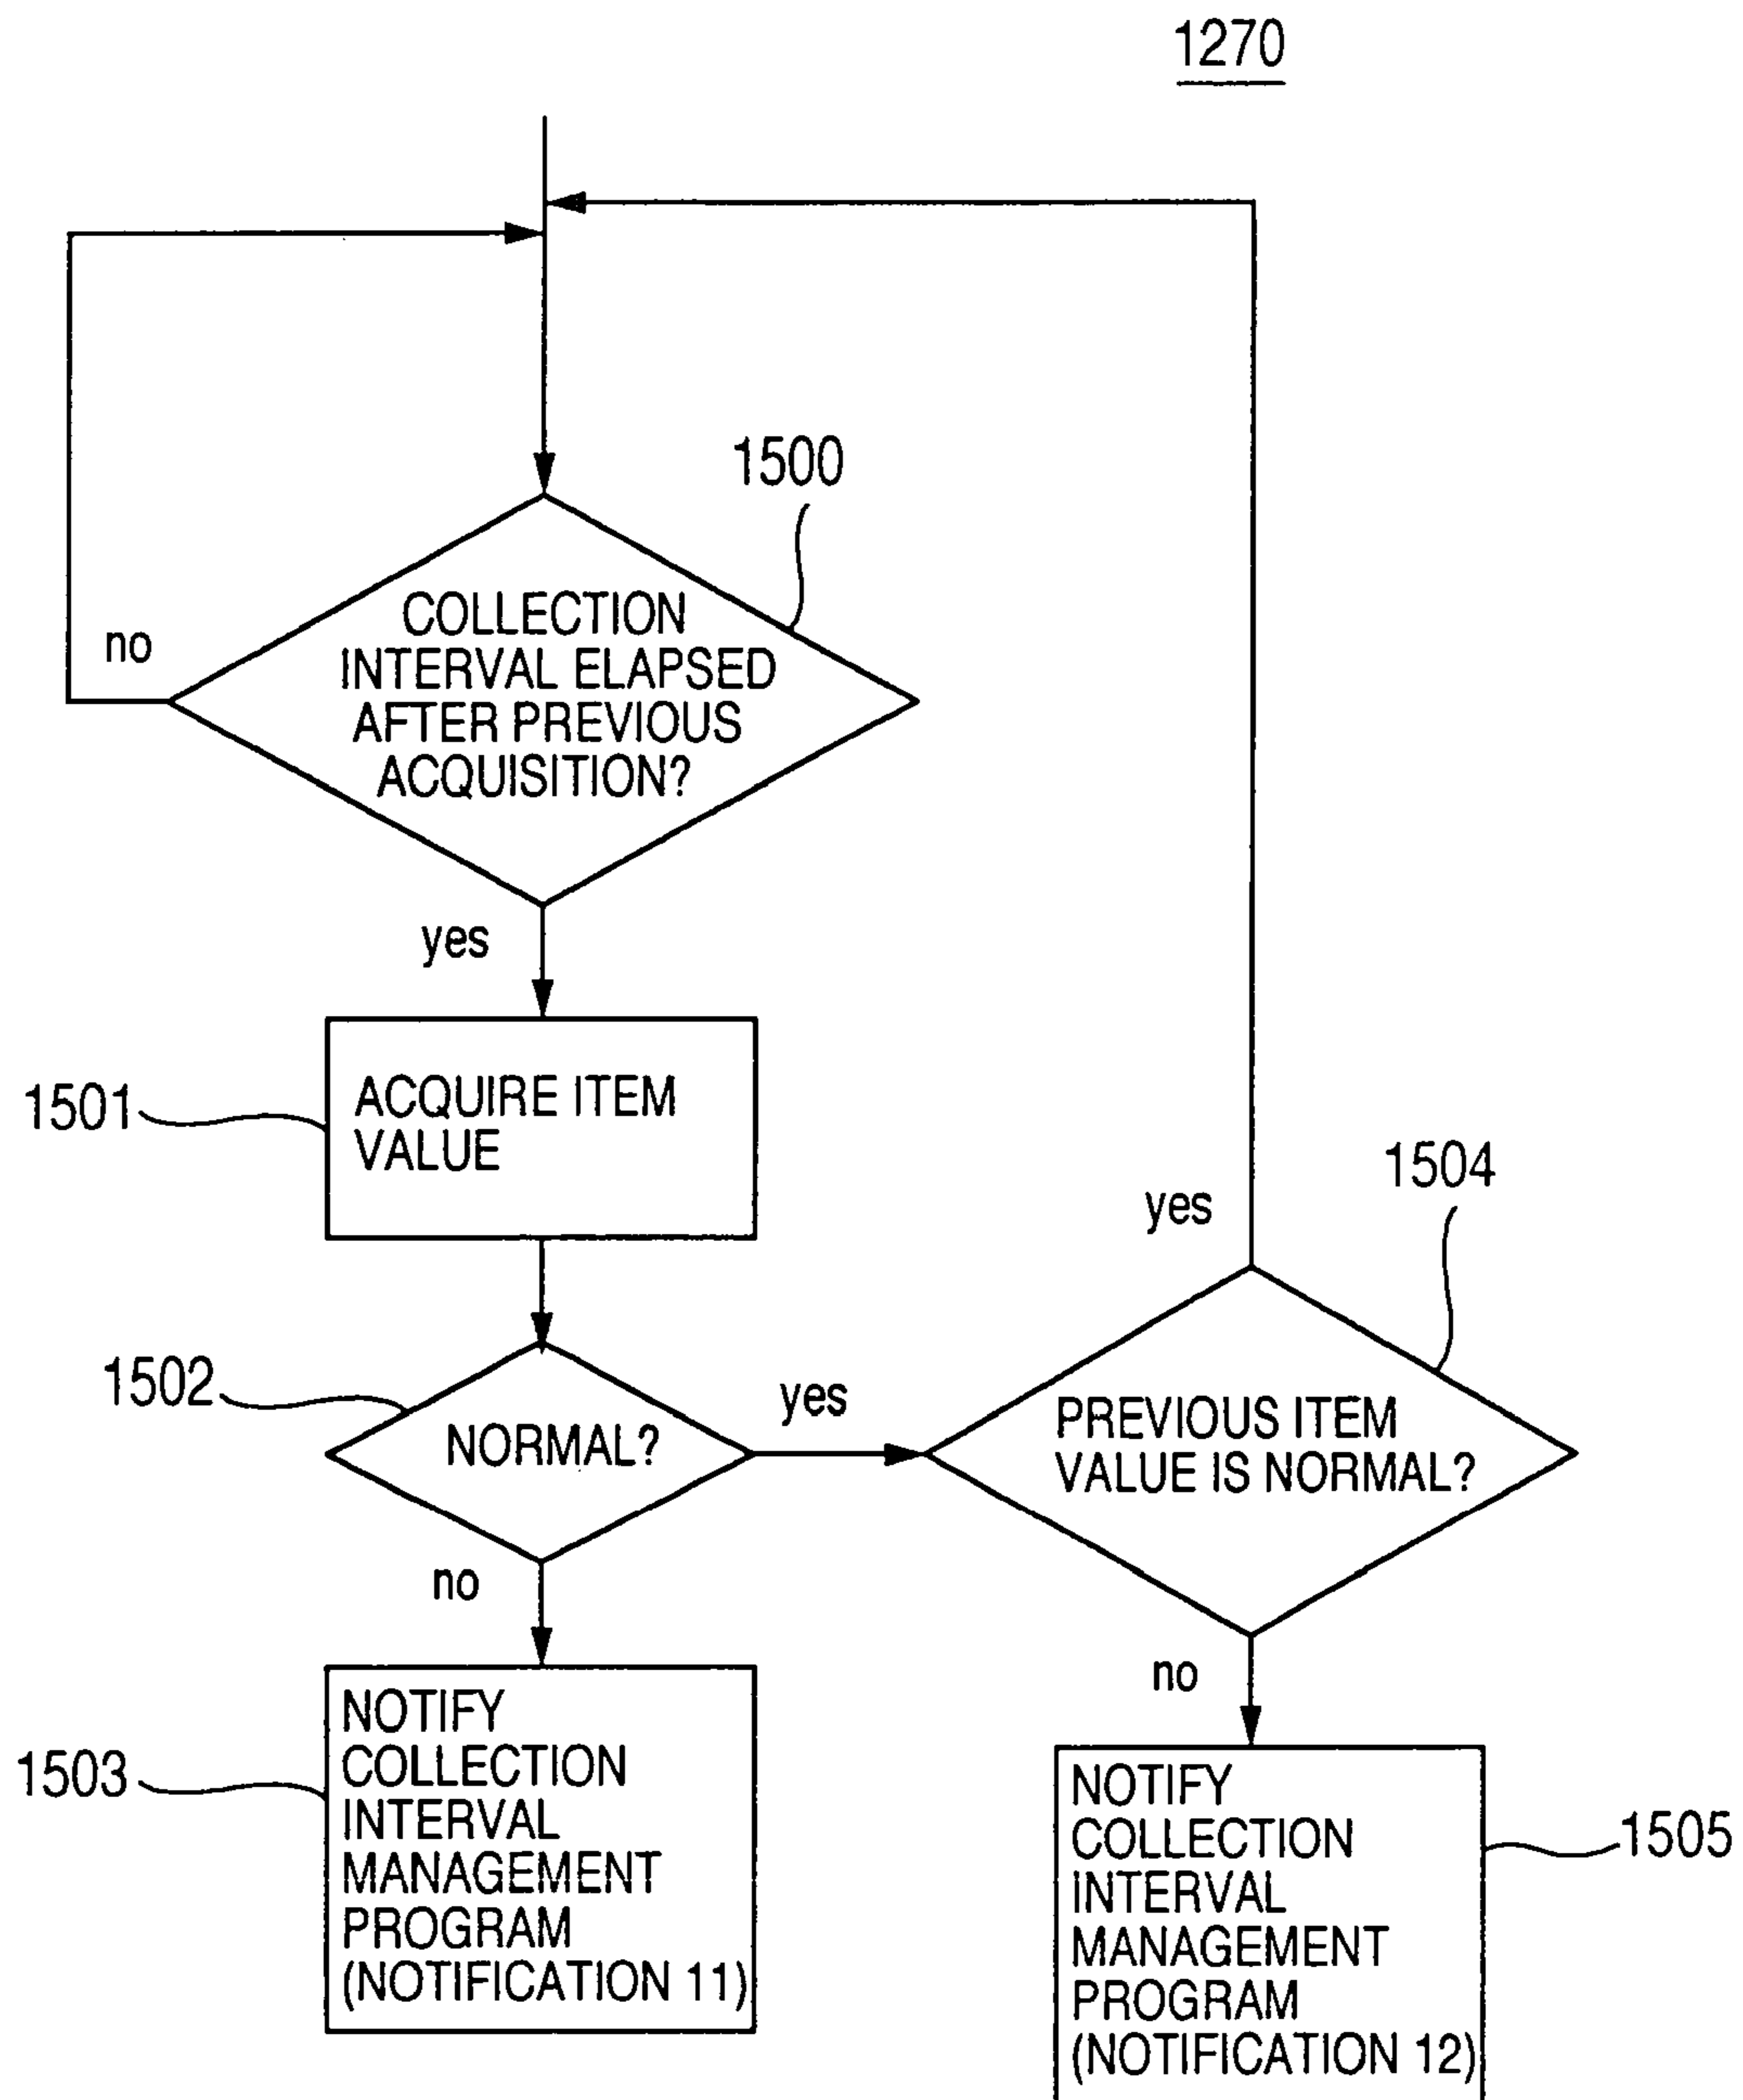 1270
1500
COLLECTION
INTERVAL ELAPSED
AFTER PREVIOUS
ACQUISITION?
no
yes
1501
ACQUIRE ITEM
VALUE
1504
yes
1502
NORMAL?
yes
PREVIOUS ITEM
VALUE IS NORMAL?
no
no
1503
NOTIFY
COLLECTION
INTERVAL
MANAGEMENT
PROGRAM
(NOTIFICATION 11)
NOTIFY
COLLECTION
INTERVAL
MANAGEMENT
PROGRAM
(NOTIFICATION 12)
1505